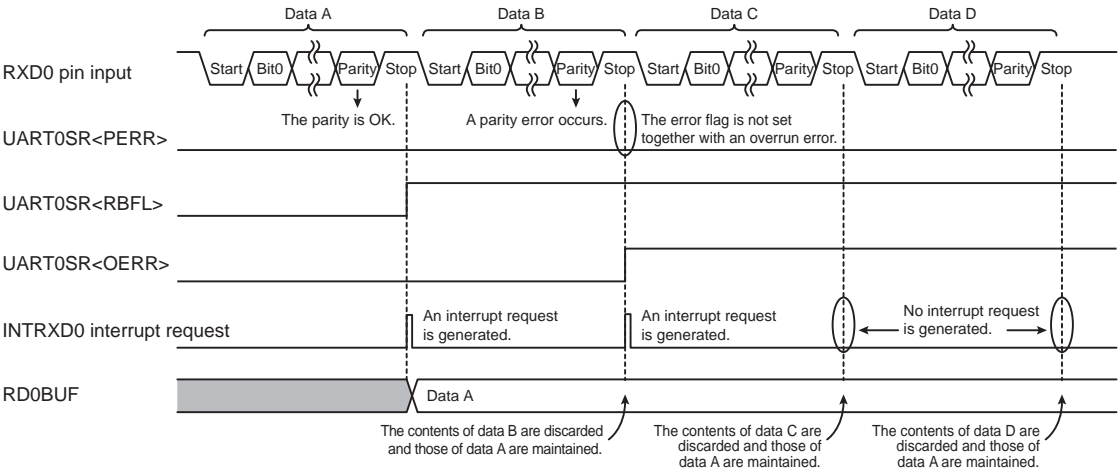 Data A
Data B
Data C
Data D
RXD0 pin input
Start Bit0 Parity Stop Start Bit0 Parity Stop Start Bit0 Parity Stop Start Bit0 Parity Stop
The parity is OK.
A parity error occurs.
The error flag is not set
together with an overrun error.
UART0SR<PERR>
UART0SR<RBFL>
UART0SR<OERR>
INTRXD0 interrupt request
An interrupt request
is generated.
An interrupt request
is generated.
No interrupt request
is generated.
RD0BUF
Data A
The contents of data B are discarded
and those of data A are maintained.
The contents of data C are
discarded and those of
data A are maintained.
The contents of data D are
discarded and those of
data A are maintained.